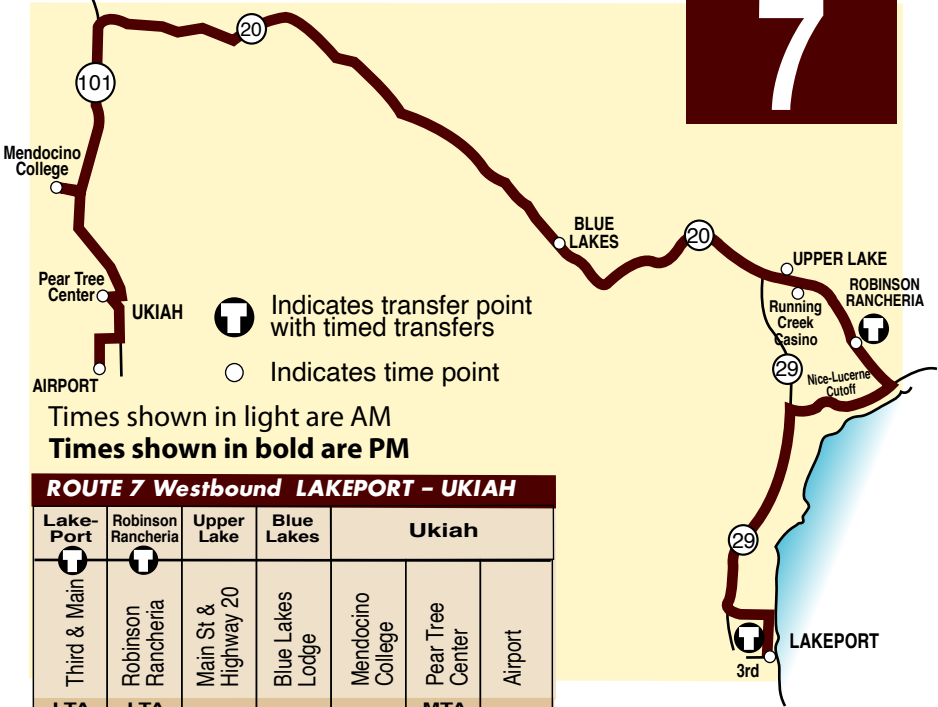 7
20
101
Mendocino
College
BLUE
LAKES
20
UPPER LAKE
ROBINSON
RANCHERIA
T
Running
Creek
Casino
Pear Tree
Center
UKIAH
AIRPORT
29
Nice-Lucerne
Cutoff
T Indicates transfer point
with timed transfers
Indicates time point
Times shown in light are AM
Times shown in bold are PM
29
T
3rd
LAKEPORT
ROUTE 7 Westbound LAKEPORT – UKIAH
Lake-
Port
T
Robinson
Rancheria
T
Upper
Lake
Blue
Lakes
Ukiah
Third & Main
Robinson
Rancheria
Main St &
Highway 20
Blue Lakes
Lodge
Mendocino
College
Pear Tree
Center
Airport
LTA LTA MTA